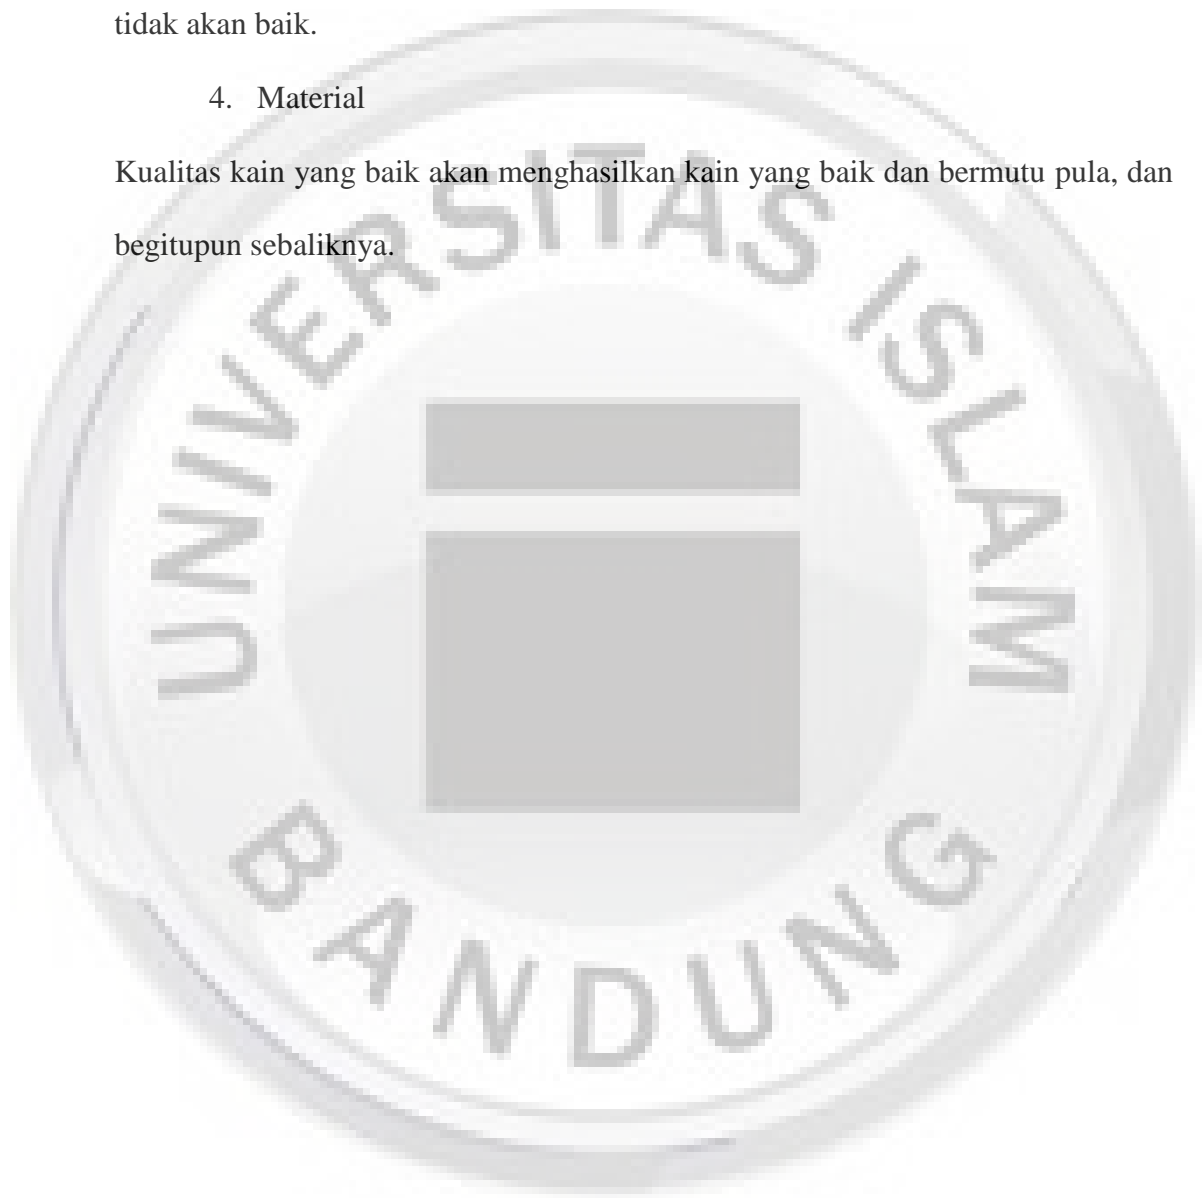 tidak akan baik.
4. Material
Kualitas kain yang baik akan menghasilkan kain yang baik dan bermutu pula, dan
begitupun sebaliknya.
UNIVERSITAS ISLAM
BANDUNG